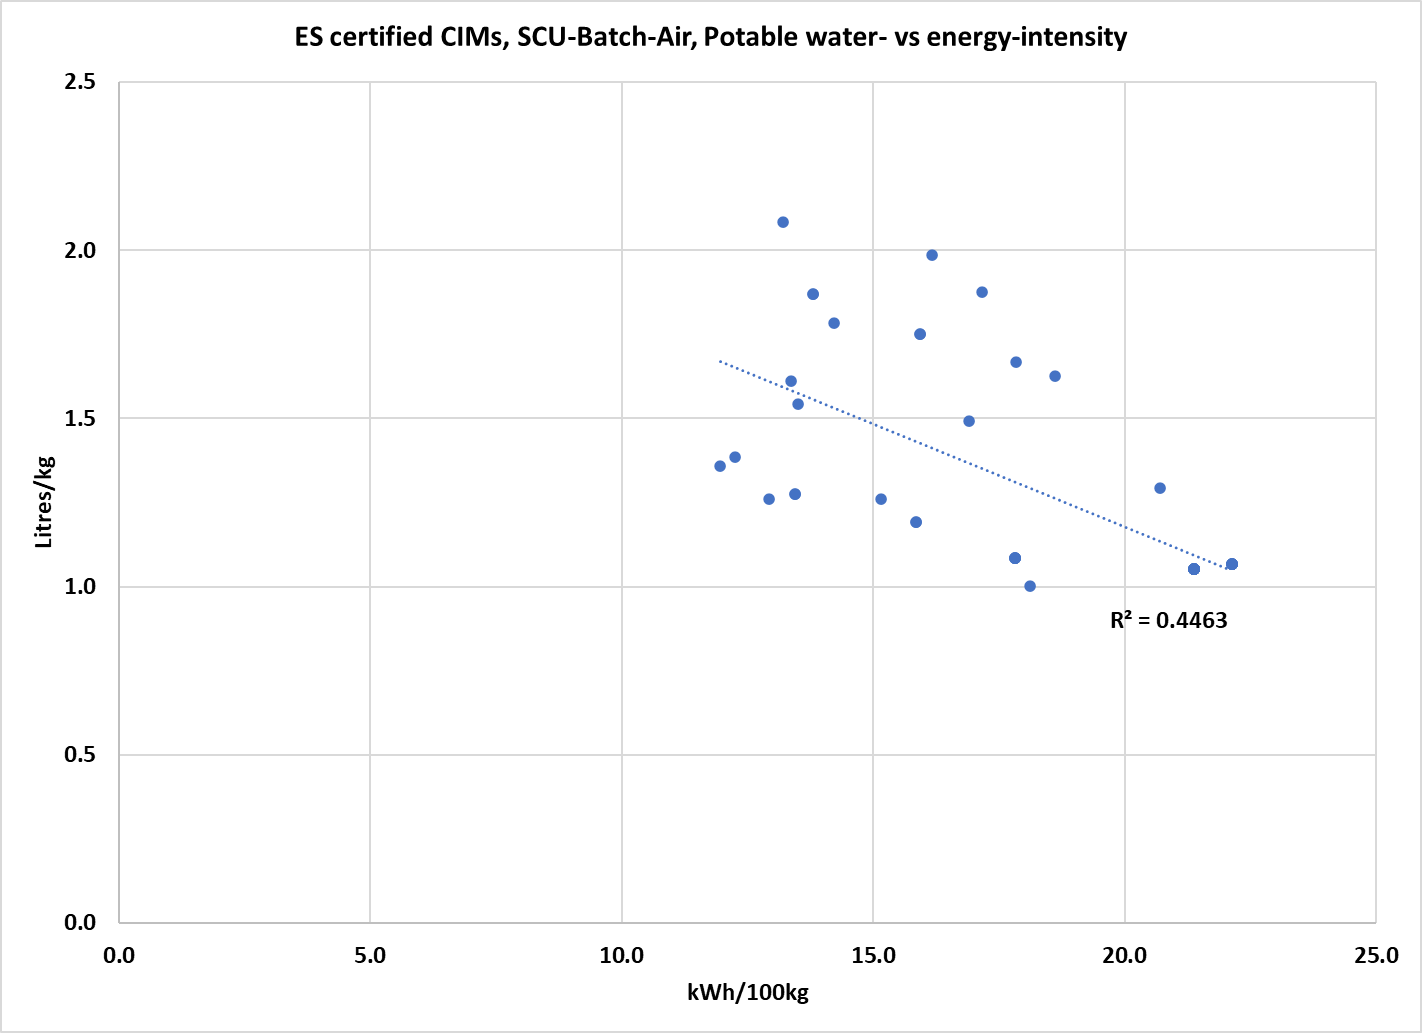 ES certified CIMs, SCU-Batch-Air, Potable water- vs energy-intensity
2.5
2.0
1.5
1.0
0.5
0.0
Litres/kg
R² = 0.4463
0.0 5.0 10.0 15.0 20.0 25.0
kWh/100kg